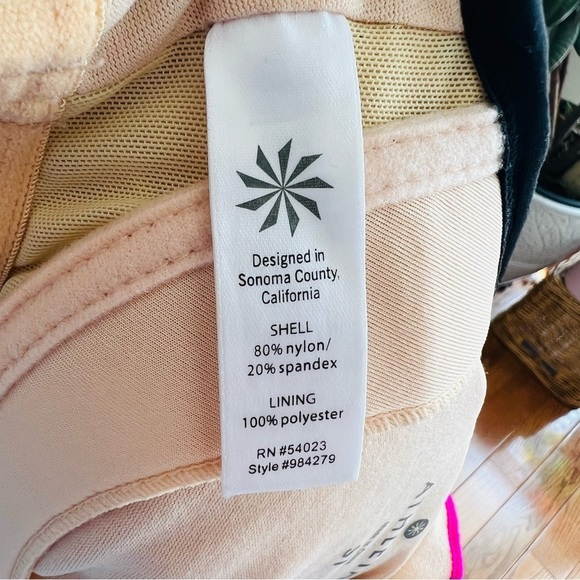 Designed in
Sonoma County,
California
SHELL
80% nylon/
20% spandex
LINING
100% polyester
RN #54023
Style #984279